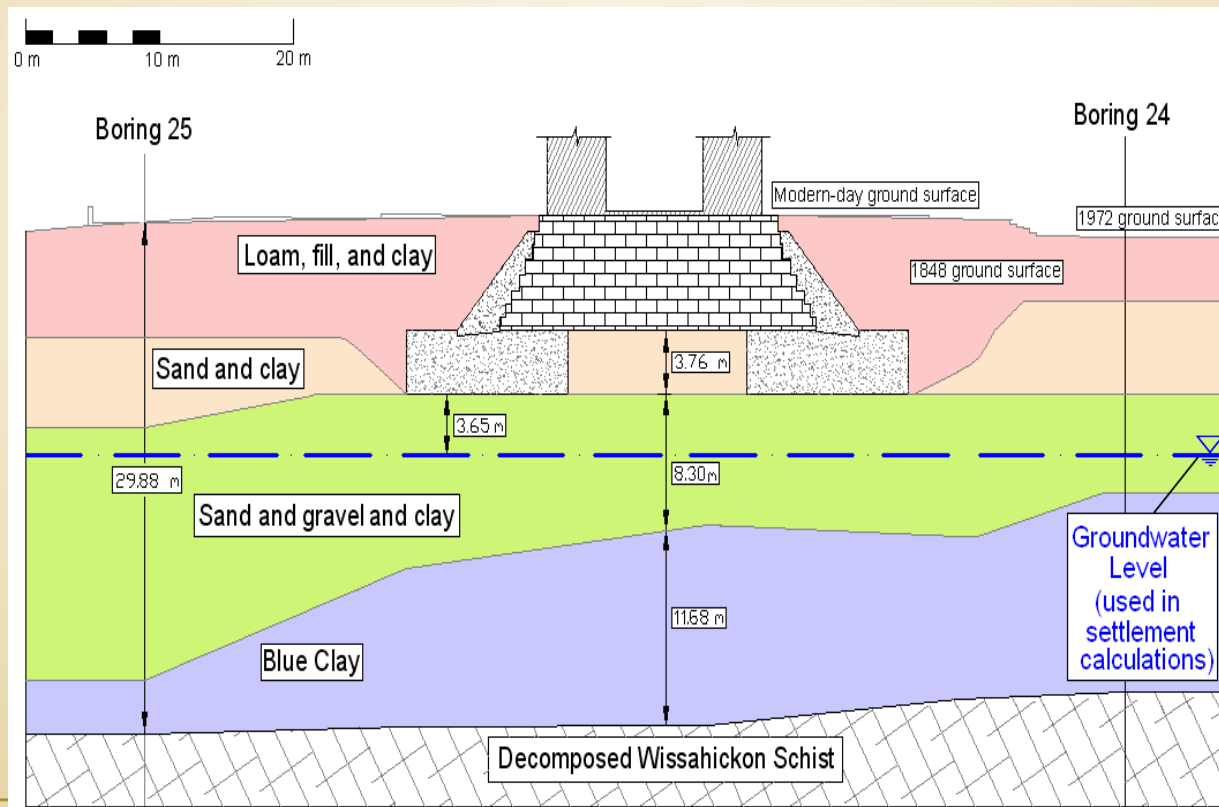 0 m 10 m 20 m
Boring 25
Boring 24
Modern-day ground surface
1972 ground surfac
Loam, fill, and clay
1848 ground surface
Sand and clay
3.76 m
3.65 m
29.88 m
8.30m
Sand and gravel and clay
Groundwater
Level
(used in
settlement
calculations)
11.68 m
Blue Clay
Decomposed Wissahickon Schist